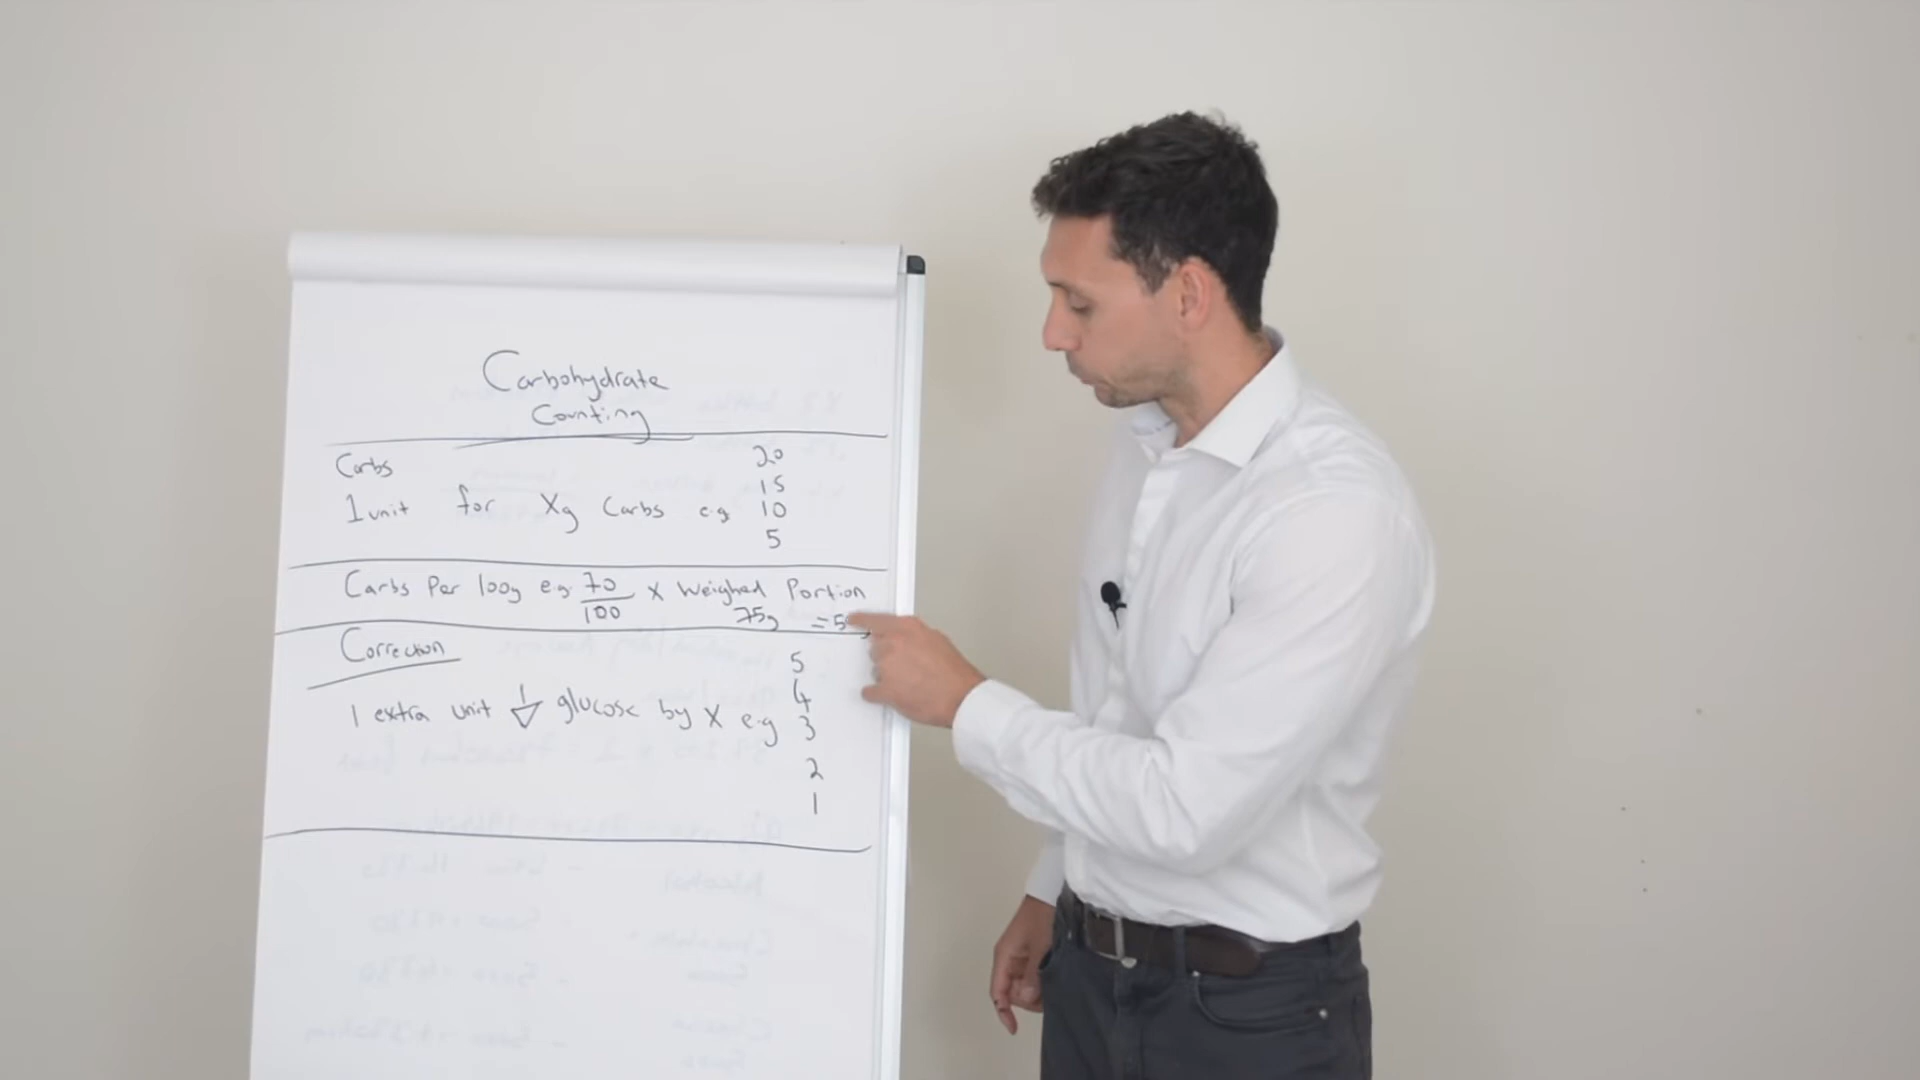 Carbohydrate
Counting
Carbs
20
15
1 unit for Xg Carbs e.g 10
5
Carbs Per 100g e.g. 70/100 X Weighed Portion
75g = 5
Correction
5
4
1 extra unit glucose by X e.g 3
2
1